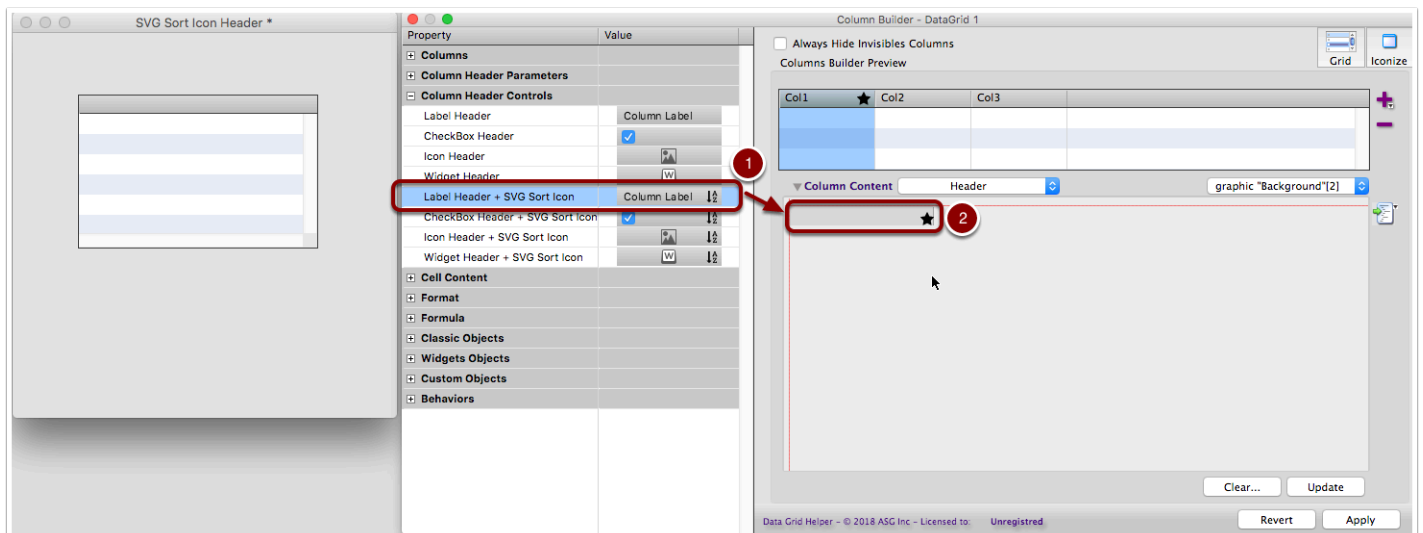 SVG Sort Icon Header *
Column Builder - DataGrid 1
Property Value
Columns
Column Header Parameters
Column Header Controls
Label Header Column Label
CheckBox Header
Icon Header
Widget Header W
Label Header + SVG Sort Icon Column Label AZ
CheckBox Header + SVG Sort Icon AZ
Icon Header + SVG Sort Icon AZ
Widget Header + SVG Sort Icon W AZ
Cell Content
Format
Formula
Classic Objects
Widgets Objects
Custom Objects
Behaviors
1
Always Hide Invisibles Columns
Columns Builder Preview
Grid Iconize
Col1 Col2 Col3
Column Content Header graphic "Background"[2]
2
Clear... Update
Data Grid Helper - © 2018 ASG Inc - Licensed to: Unregistred
Revert Apply